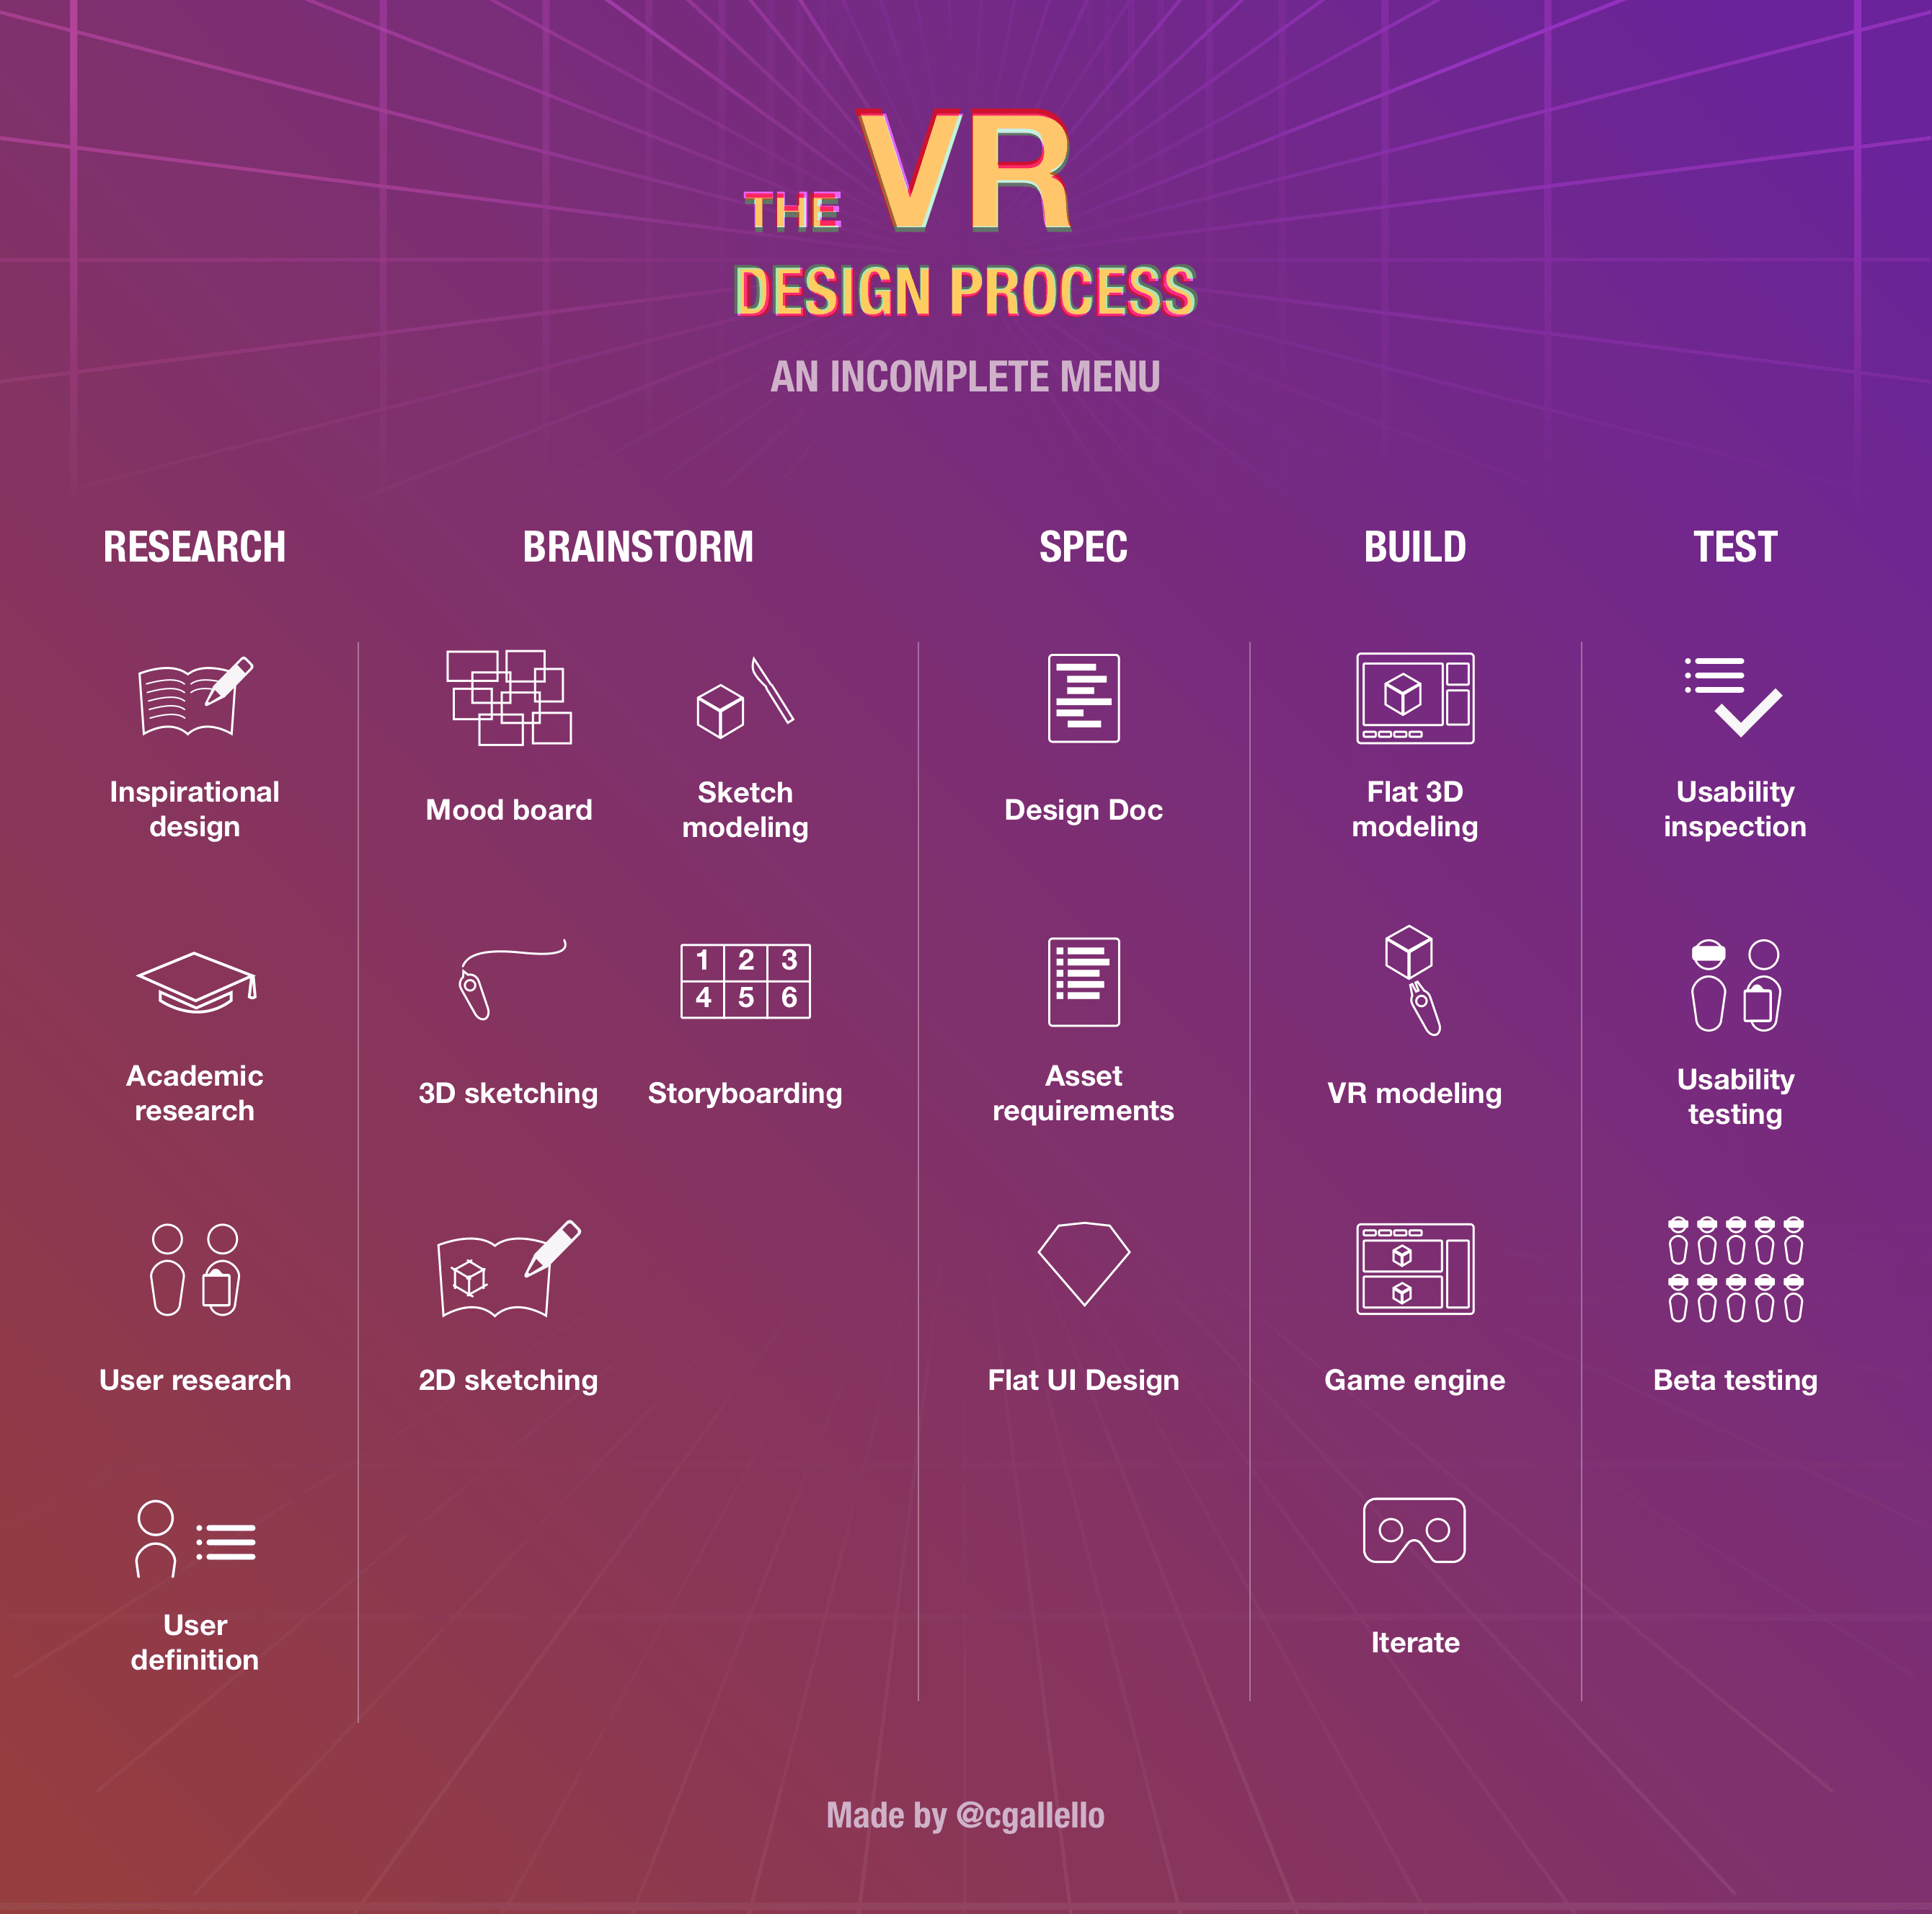 THE VR
DESIGN PROCESS
AN INCOMPLETE MENU
RESEARCH
Inspirational
design
Academic
research
User research
User
definition
BRAINSTORM
Mood board
Sketch
modeling
3D sketching
1 2 3
4 5 6
Storyboarding
2D sketching
SPEC
Design Doc
Asset
requirements
Flat UI Design
BUILD
Flat 3D
modeling
VR modeling
Game engine
Iterate
TEST
Usability
inspection
Usability
testing
Beta testing
Made by @cgallello